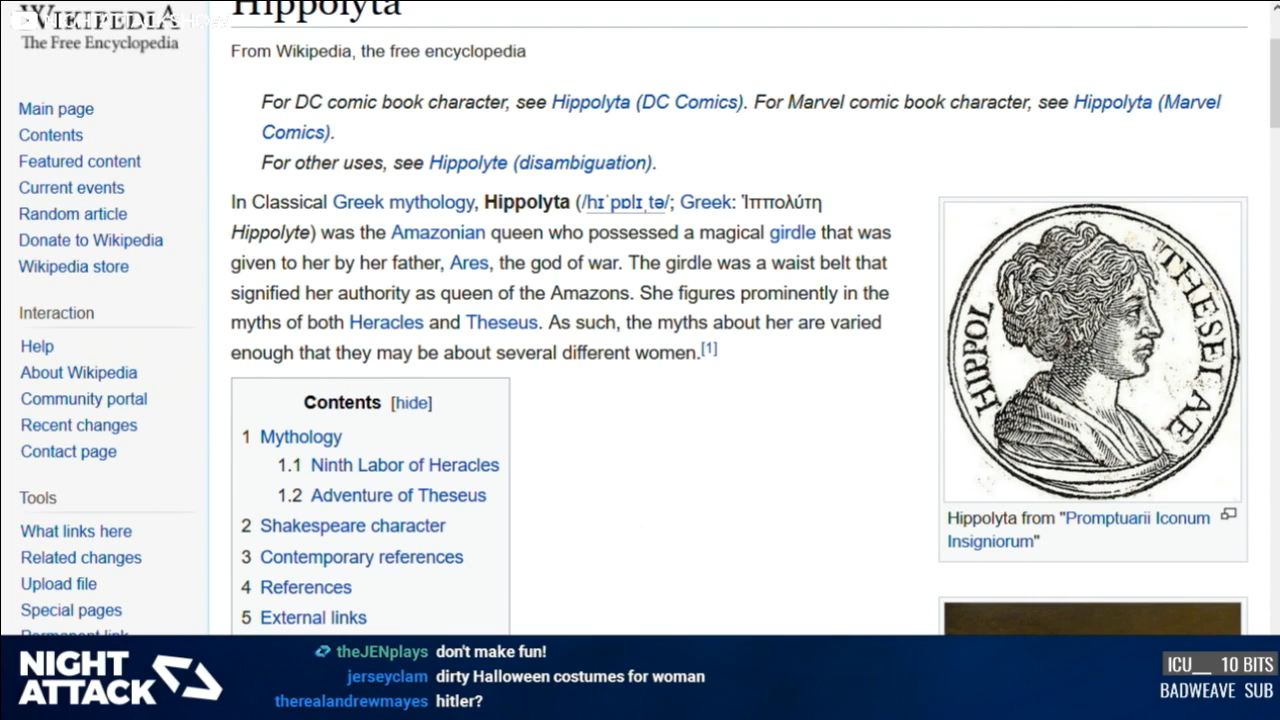 WIKIPEDIA
The Free Encyclopedia
Main page
Contents
Featured content
Current events
Random article
Donate to Wikipedia
Wikipedia store
Interaction
Help
About Wikipedia
Community portal
Recent changes
Contact page
Tools
What links here
Related changes
Upload file
Special pages
Permanent link
Hippolyta
From Wikipedia, the free encyclopedia
For DC comic book character, see Hippolyta (DC Comics). For Marvel comic book character, see Hippolyta (Marvel
Comics).
For other uses, see Hippolyte (disambiguation).
In Classical Greek mythology, Hippolyta (/hɪˈpɒlɪˌtə/; Greek: Ἱππολύτη
Hippolyte) was the Amazonian queen who possessed a magical girdle that was
given to her by her father, Ares, the god of war. The girdle was a waist belt that
signified her authority as queen of the Amazons. She figures prominently in the
myths of both Heracles and Theseus. As such, the myths about her are varied
enough that they may be about several different women.[1]
Contents [hide]
1 Mythology
1.1 Ninth Labor of Heracles
1.2 Adventure of Theseus
2 Shakespeare character
3 Contemporary references
4 References
5 External links
HIPPOL THESEI AE
Hippolyta from "Promptuarii Iconum
Insigniorum"
NIGHT
ATTACK
theJENplays don't make fun!
jerseyclam dirty Halloween costumes for woman
therealandrewmayes hitler?
ICU__ 10 BITS
BADWEAVE SUB